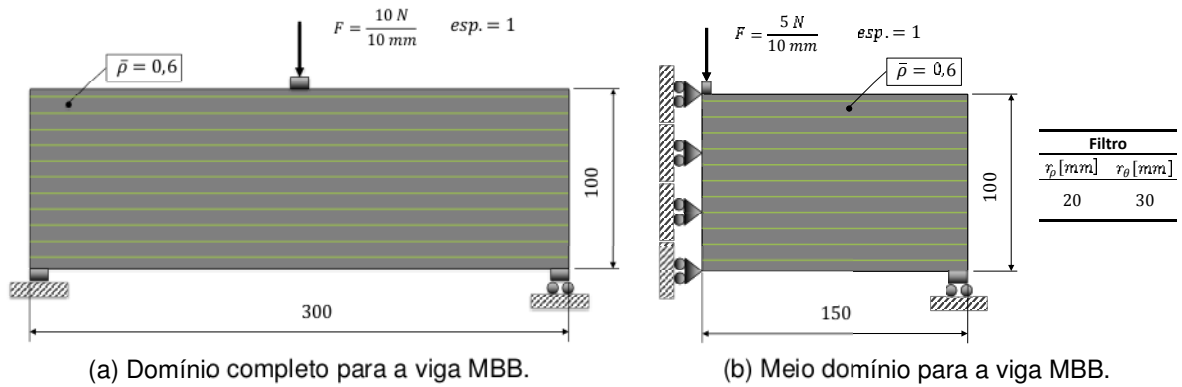 F = 10 N / 10 mm    esp. = 1
ρ̄ = 0,6
100
300
(a) Domínio completo para a viga MBB.
F = 5 N / 10 mm    esp. = 1
ρ̄ = 0,6
100
150
(b) Meio domínio para a viga MBB.
Filtro
r_ρ[mm] r_θ[mm]
20 30